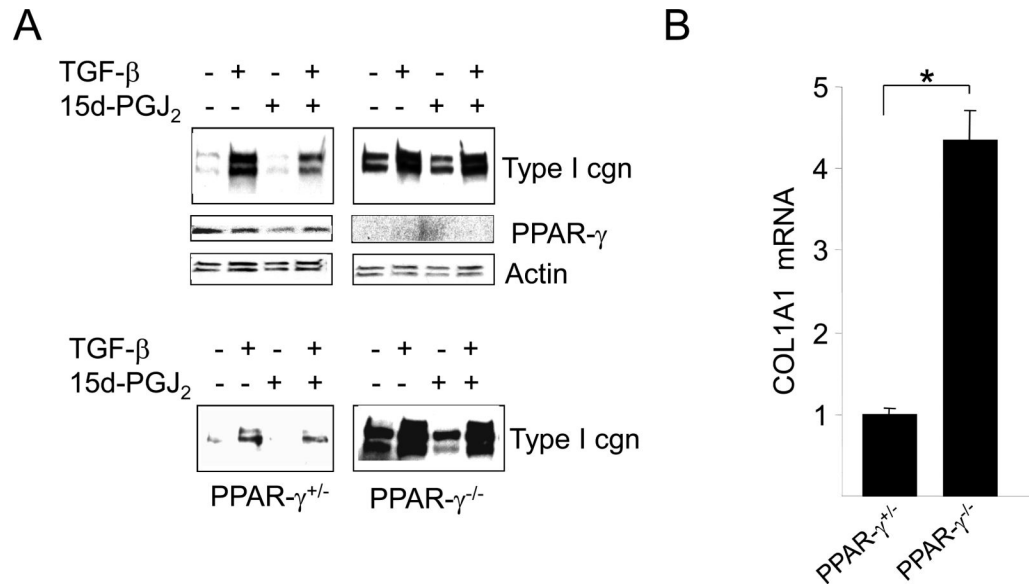 A
TGF-β - + - + - + - +
15d-PGJ₂ - - + + - - + +
Type I cgn
PPAR-γ
Actin
TGF-β - + - + - + - +
15d-PGJ₂ - - + + - - + +
Type I cgn
PPAR-γ⁺/⁻ PPAR-γ⁻/⁻
B
*
5
4
3
2
1
COL1A1 mRNA
PPAR-γ⁺/⁻
PPAR-γ⁻/⁻